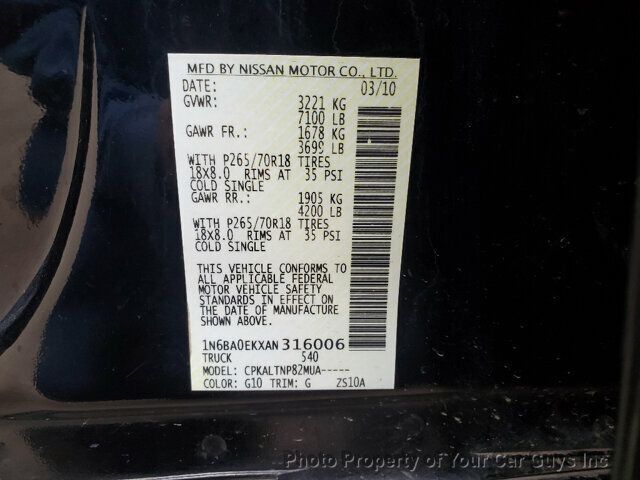 MFD BY NISSAN MOTOR CO., LTD.
DATE: 03/10
GVWR: 3221 KG
7100 LB
GAWR FR.: 1678 KG
3699 LB
WITH P265/70R18 TIRES
18X8.0 RIMS AT 35 PSI
COLD SINGLE
GAWR RR.: 1905 KG
4200 LB
WITH P265/70R18 TIRES
18X8.0 RIMS AT 35 PSI
COLD SINGLE
THIS VEHICLE CONFORMS TO
ALL APPLICABLE FEDERAL
MOTOR VEHICLE SAFETY
STANDARDS IN EFFECT ON
THE DATE OF MANUFACTURE
SHOWN ABOVE.
1N6BA0EKXAN316006
TRUCK 540
MODEL: CPKALTNP82MUA-----
COLOR: G10 TRIM: G ZS10A
Photo Property of Your Car Guys Inc